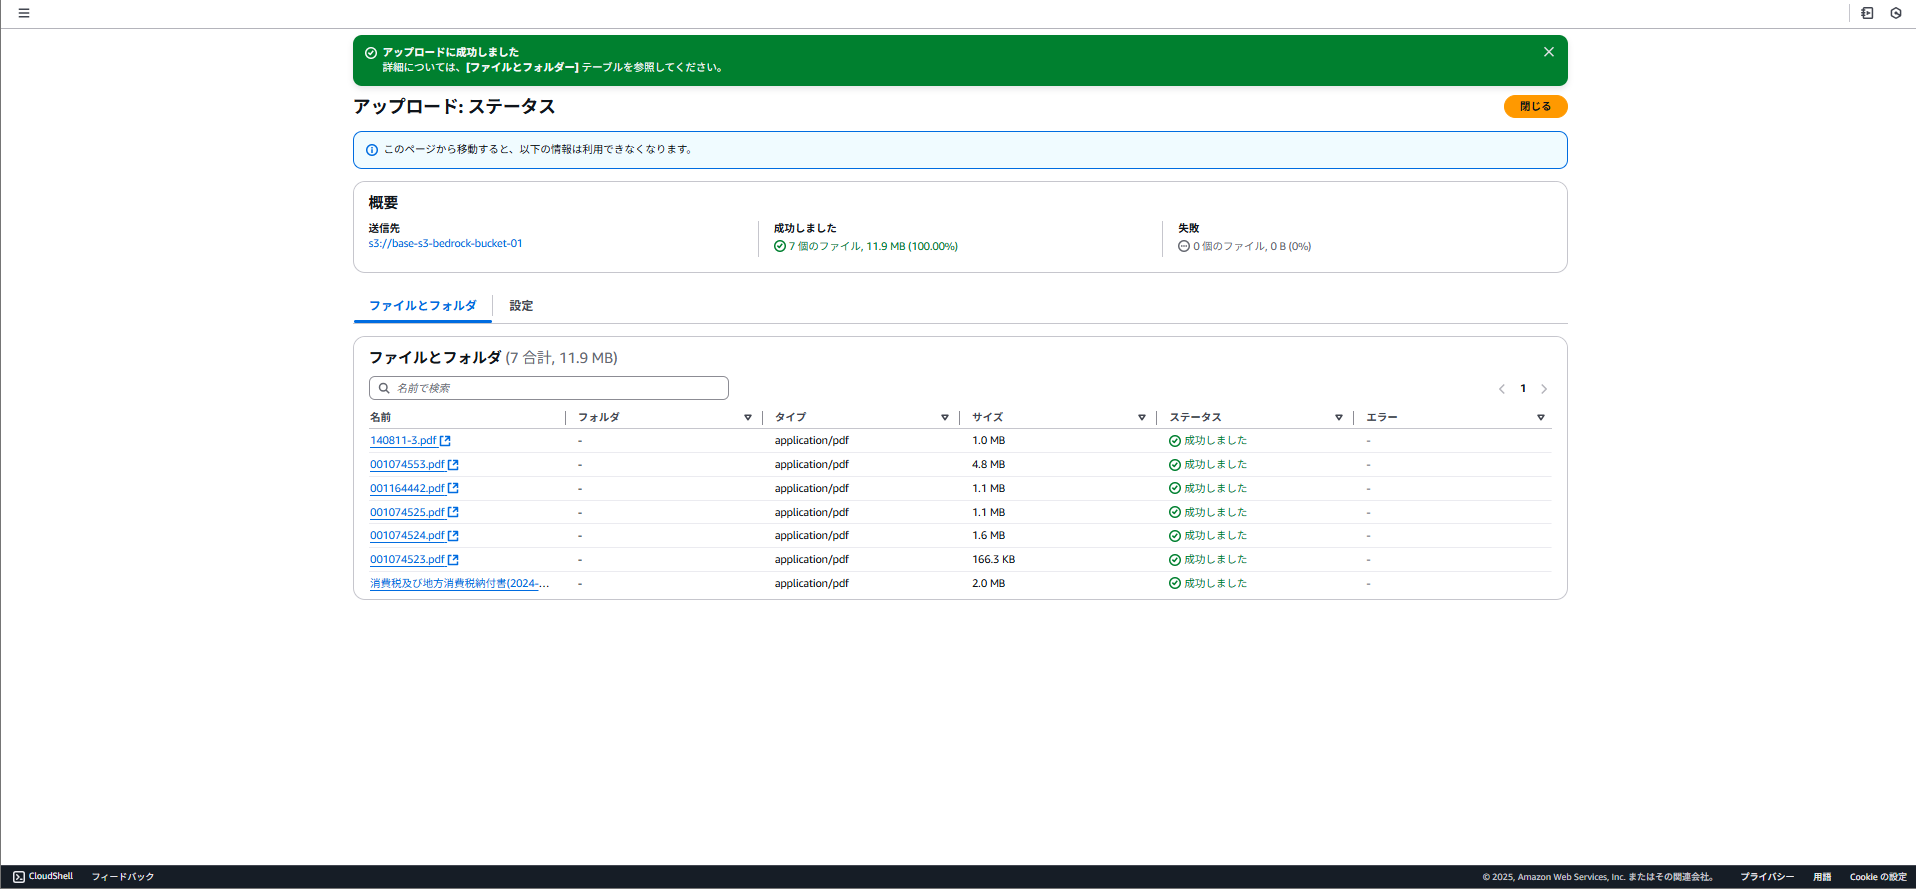 アップロードに成功しました
詳細については、[ファイルとフォルダー] テーブルを参照してください。
アップロード: ステータス
閉じる
このページから移動すると、以下の情報は利用できなくなります。
概要
送信先
s3://base-s3-bedrock-bucket-01
成功しました
7 個のファイル, 11.9 MB (100.00%)
失敗
0 個のファイル, 0 B (0%)
ファイルとフォルダ 設定
ファイルとフォルダ (7 合計, 11.9 MB)
名前で検索
1
名前 フォルダ タイプ サイズ ステータス エラー
140811-3.pdf - application/pdf 1.0 MB 成功しました -
001074553.pdf - application/pdf 4.8 MB 成功しました -
001164442.pdf - application/pdf 1.1 MB 成功しました -
001074525.pdf - application/pdf 1.1 MB 成功しました -
001074524.pdf - application/pdf 1.6 MB 成功しました -
001074523.pdf - application/pdf 166.3 KB 成功しました -
消費税及び地方消費税納付書(2024-... - application/pdf 2.0 MB 成功しました -
CloudShell フィードバック © 2025, Amazon Web Services, Inc. またはその関連会社。 プライバシー 用語 Cookie の設定